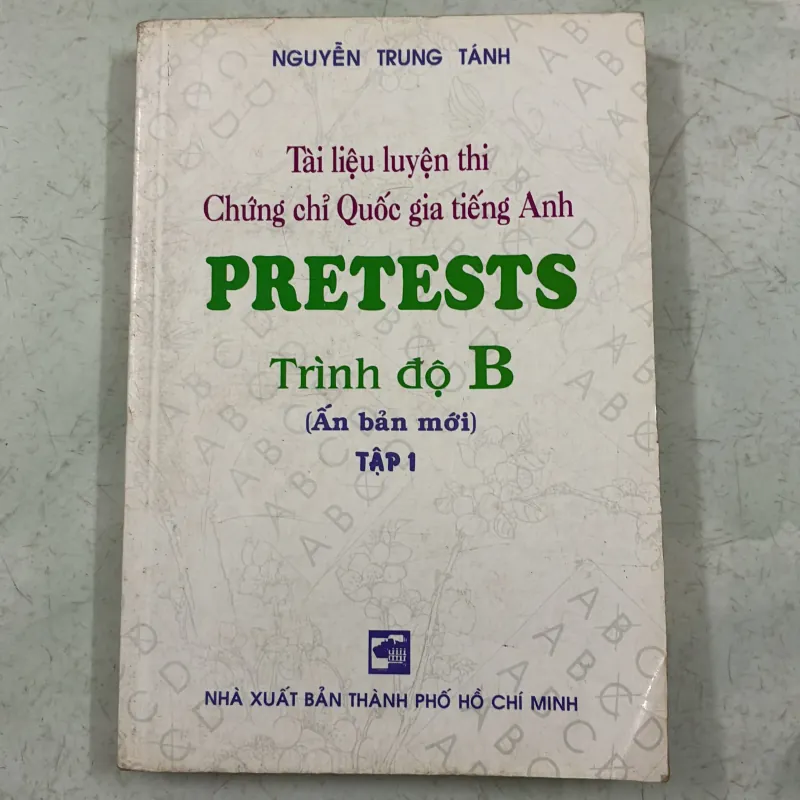 NGUYỄN TRUNG TÁNH
Tài liệu luyện thi
Chứng chỉ Quốc gia tiếng Anh
PRETESTS
Trình độ B
(Ấn bản mới)
TẬP 1
NHÀ XUẤT BẢN THÀNH PHỐ HỒ CHÍ MINH